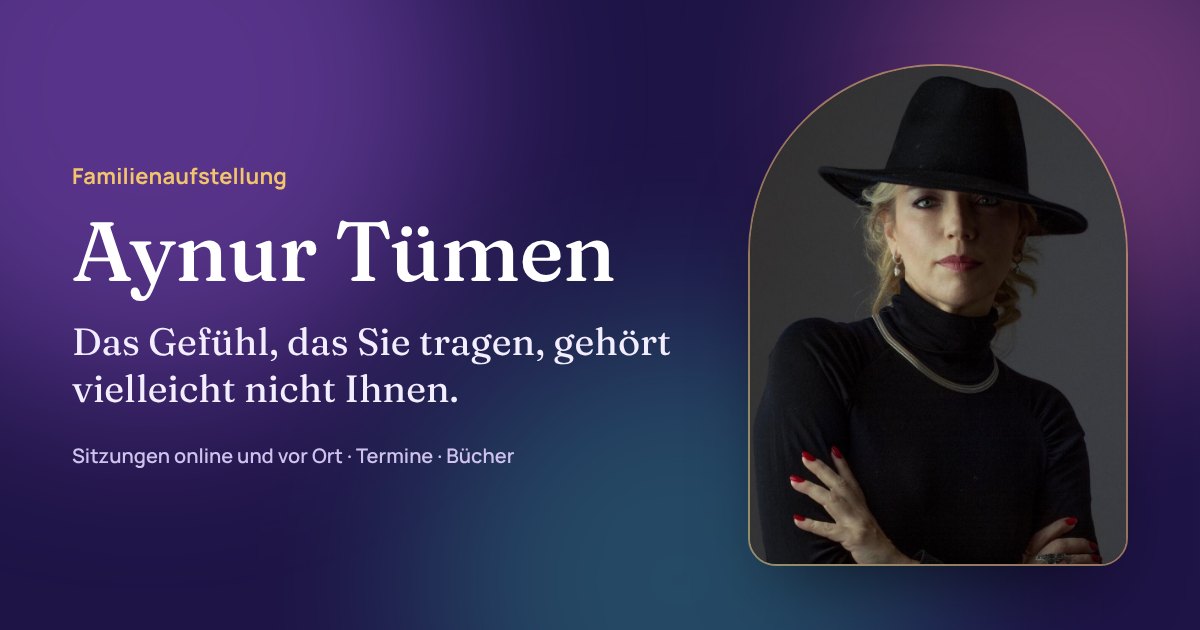 Familienaufstellung
Aynur Tümen
Das Gefühl, das Sie tragen, gehört
vielleicht nicht Ihnen.
Sitzungen online und vor Ort · Termine · Bücher